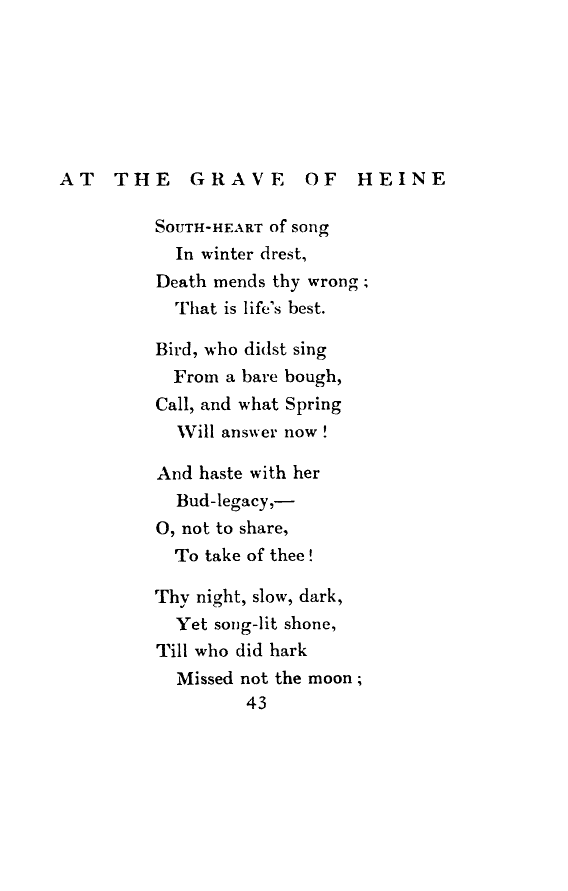 AT THE GRAVE OF HEINE
South-heart of song
In winter drest,
Death mends thy wrong ;
That is life's best.
Bird, who didst sing
From a bare bough,
Call, and what Spring
Will answer now !
And haste with her
Bud-legacy,—
O, not to share,
To take of thee !
Thy night, slow, dark,
Yet song-lit shone,
Till who did hark
Missed not the moon ;
43